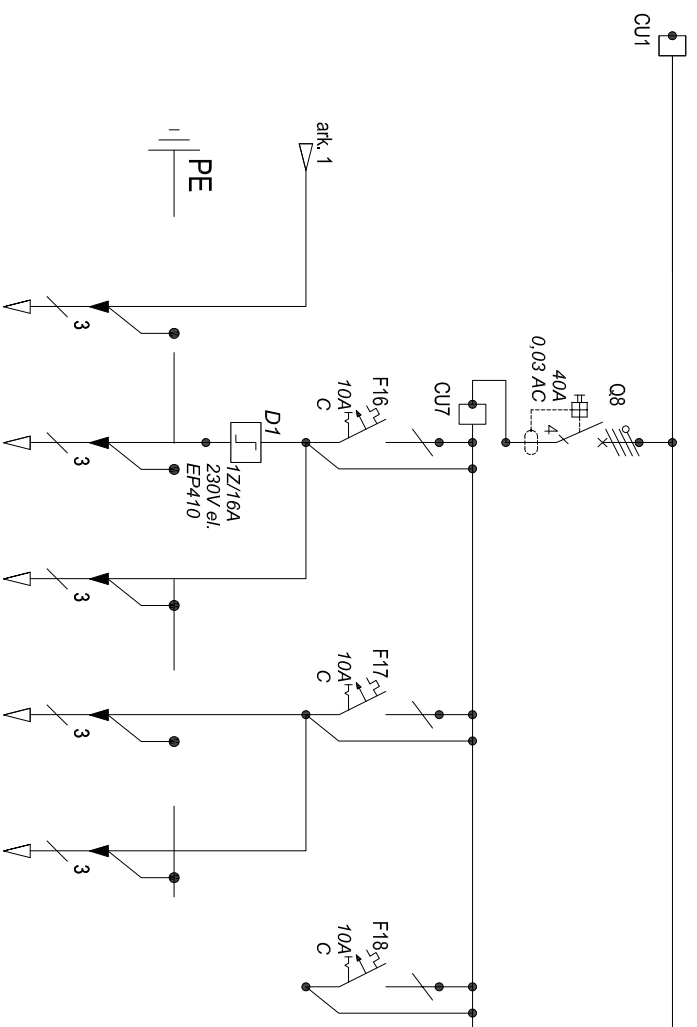 CU1
Q8
40A
0,03 AC
4
CU7
F16
10A
C
F17
10A
C
F18
10A
C
ark. 1
D1
1Z/16A
230V el.
EP410
PE
3
3
3
3
3